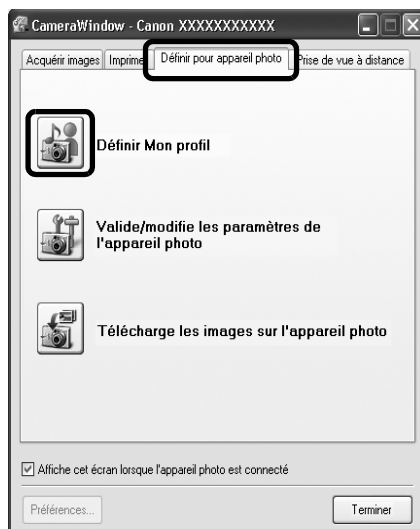 CameraWindow - Canon XXXXXXXXXXX
Acquérir images Imprime Définir pour appareil photo Prise de vue à distance
Définir Mon profil
Valide/modifie les paramètres de
l'appareil photo
Télécharge les images sur l'appareil photo
Affiche cet écran lorsque l'appareil photo est connecté
Préférences... Terminer